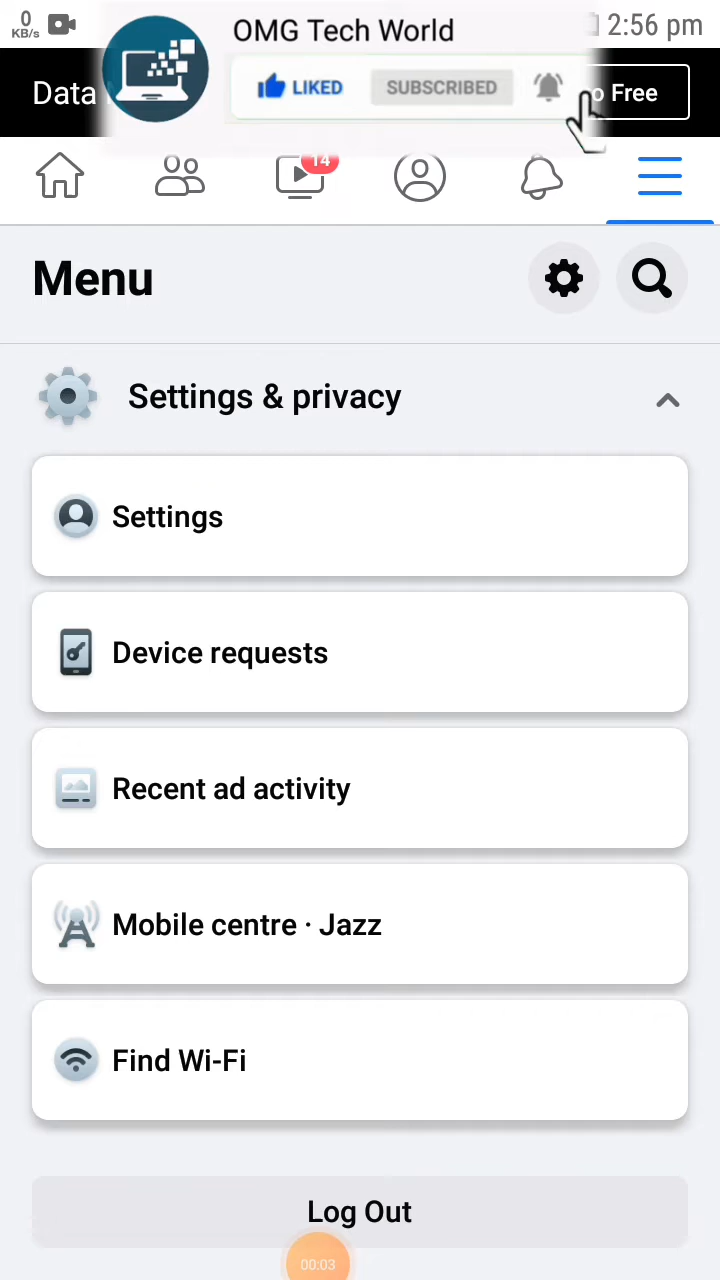 0
KB/s
2:56 pm
OMG Tech World
LIKED
SUBSCRIBED
Data
Free
14
Menu
Settings & privacy
Settings
Device requests
Recent ad activity
Mobile centre · Jazz
Find Wi-Fi
Log Out
00:03